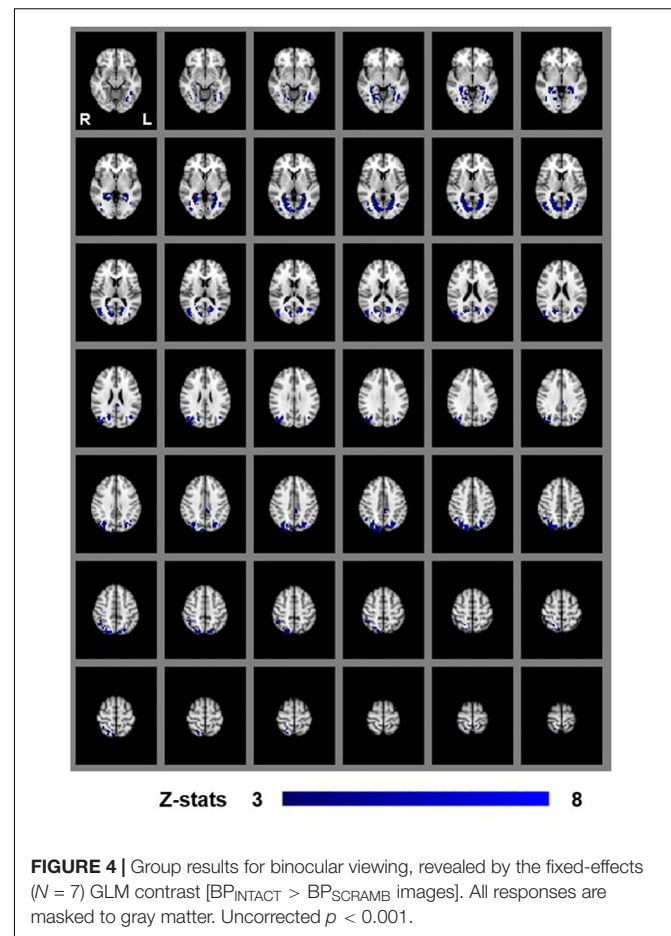 R L
Z-stats 3 8
FIGURE 4 | Group results for binocular viewing, revealed by the fixed-effects
(N = 7) GLM contrast [BPINTACT > BPSCRAMB images]. All responses are
masked to gray matter. Uncorrected p < 0.001.